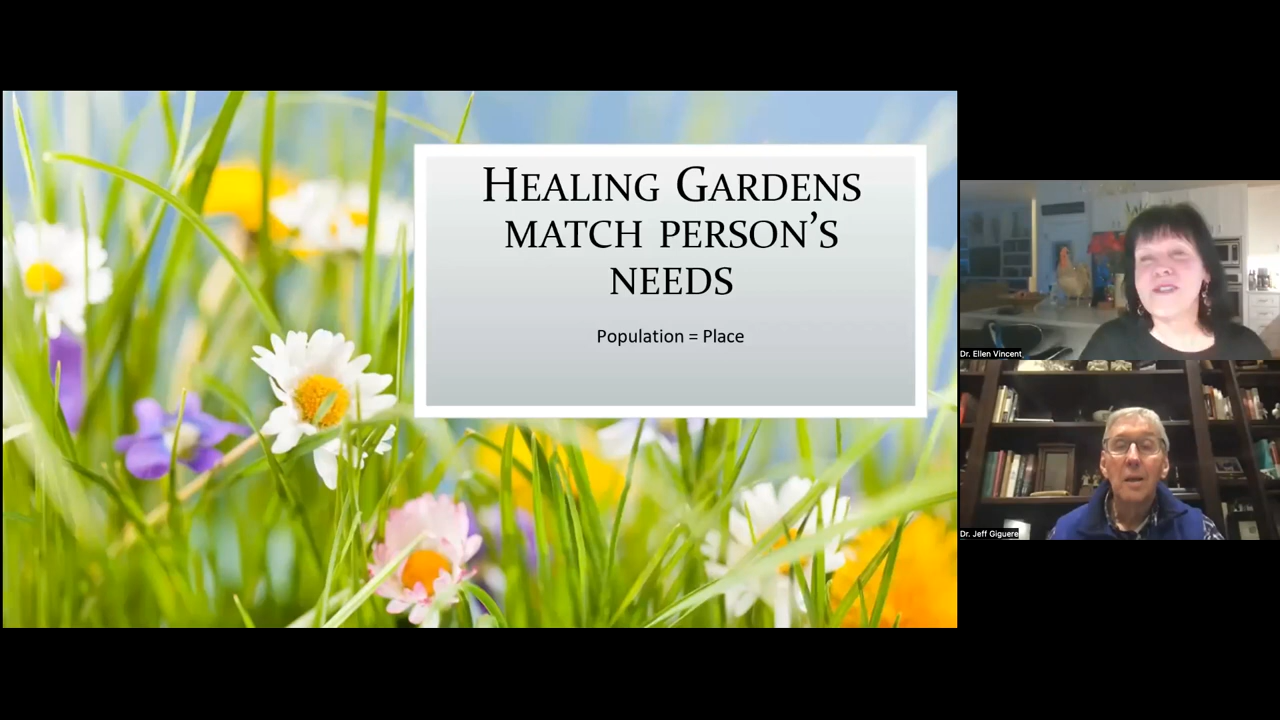 Healing Gardens
match person's
needs
Population = Place
Dr. Ellen Vincent
Dr. Jeff Giguere